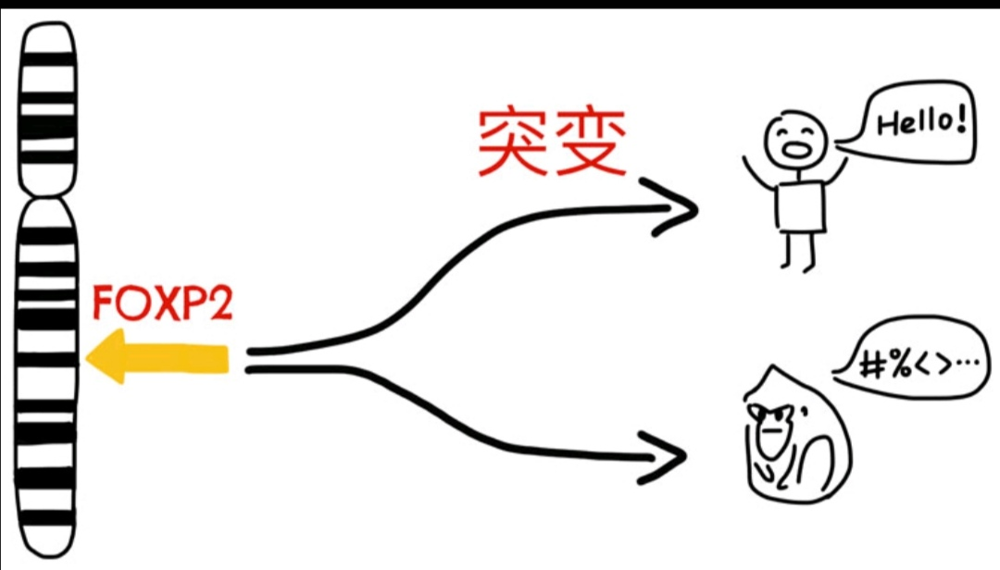 突变
Hello!
FOXP2
#%<>…